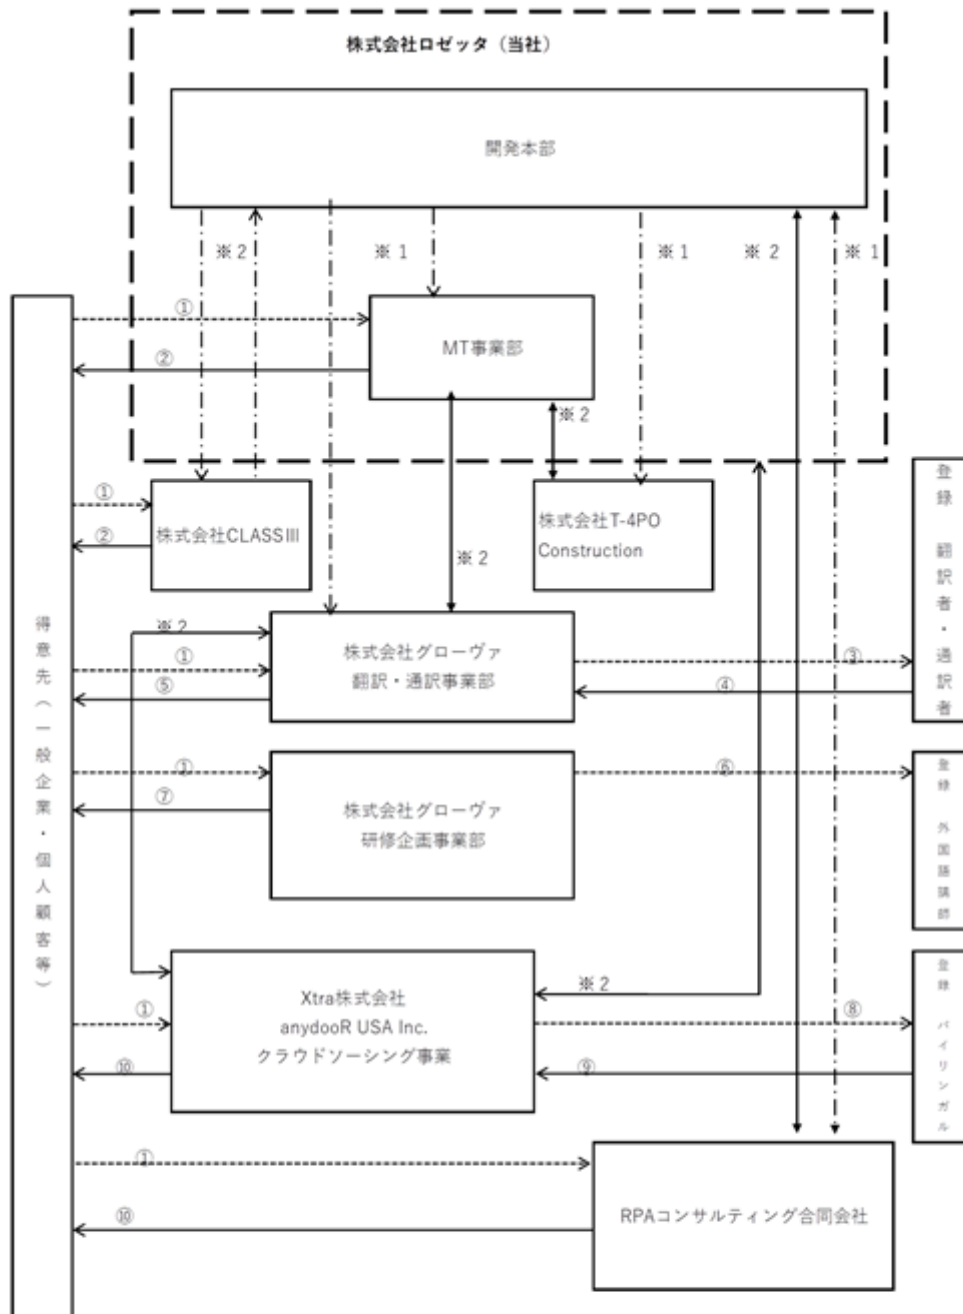 株式会社ロゼッタ（当社）
開発本部
※２
※１
※１
※２
※１
①
MT事業部
②
※２
①
株式会社CLASSⅢ
②
株式会社T-4PO
Construction
※２
登録 翻訳者・通訳者
得意先（一般企業・個人顧客等）
※２
①
株式会社グローヴァ
翻訳・通訳事業部
③
⑤
④
①
株式会社グローヴァ
研修企画事業部
⑥
⑦
登録 外国語講師
Xtra株式会社
anydooR USA Inc.
クラウドソーシング事業
※２
①
⑧
⑩
⑨
登録 バイリンガル
①
RPAコンサルティング合同会社
⑩